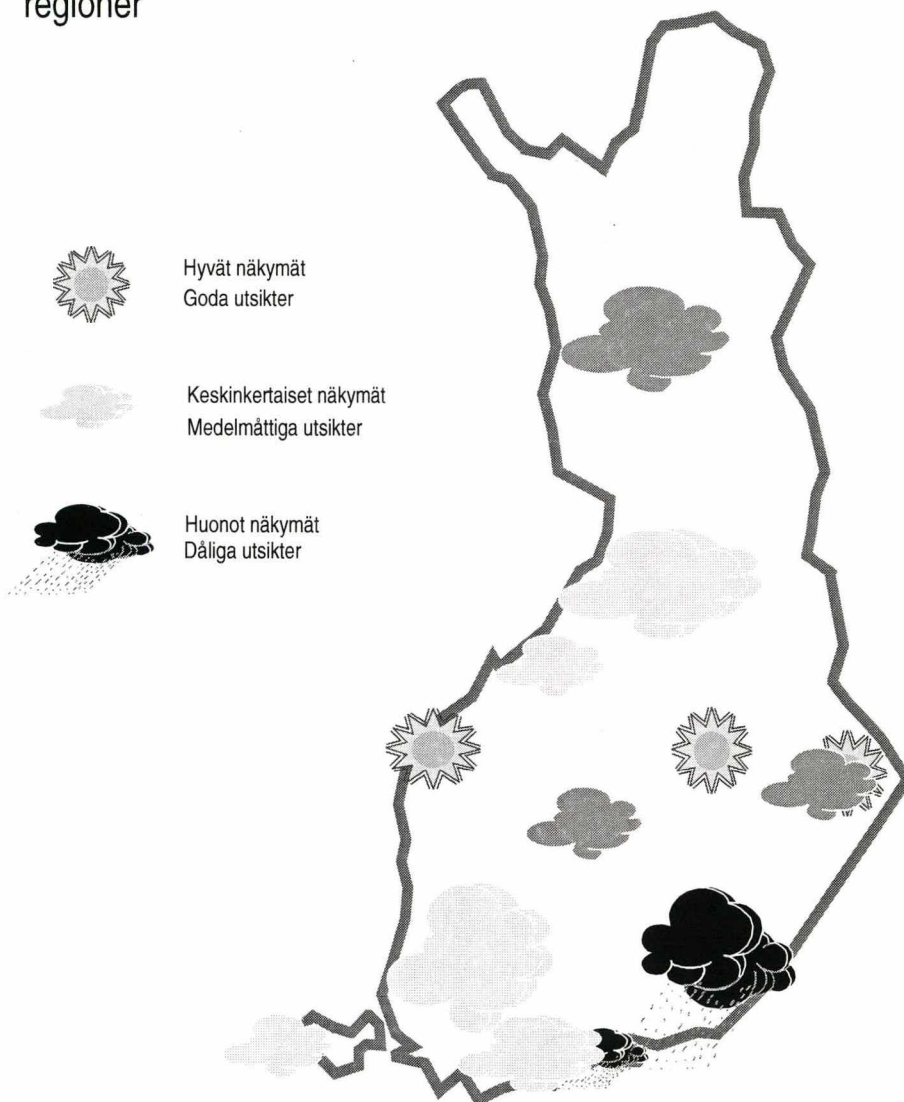 regioner
Hyvät näkymät
Goda utsikter
Keskinkertaiset näkymät
Medelmåttiga utsikter
Huonot näkymät
Dåliga utsikter